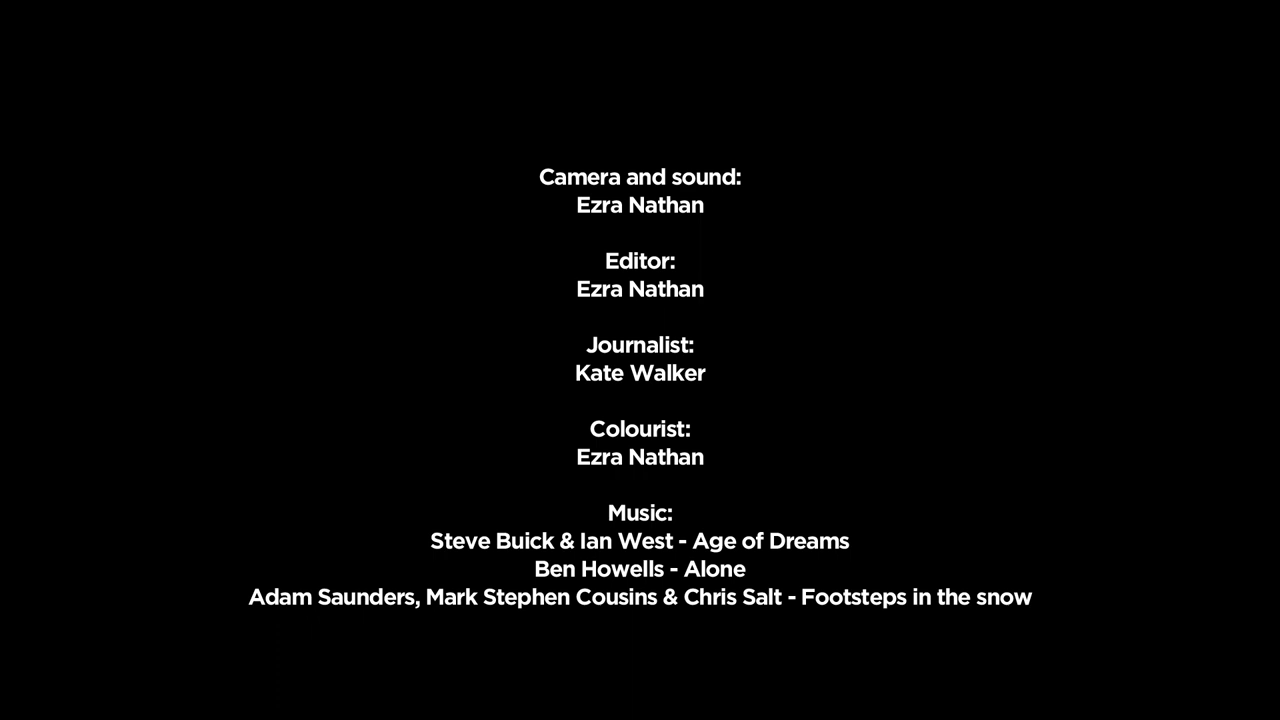 Camera and sound:
Ezra Nathan
Editor:
Ezra Nathan
Journalist:
Kate Walker
Colourist:
Ezra Nathan
Music:
Steve Buick & Ian West - Age of Dreams
Ben Howells - Alone
Adam Saunders, Mark Stephen Cousins & Chris Salt - Footsteps in the snow